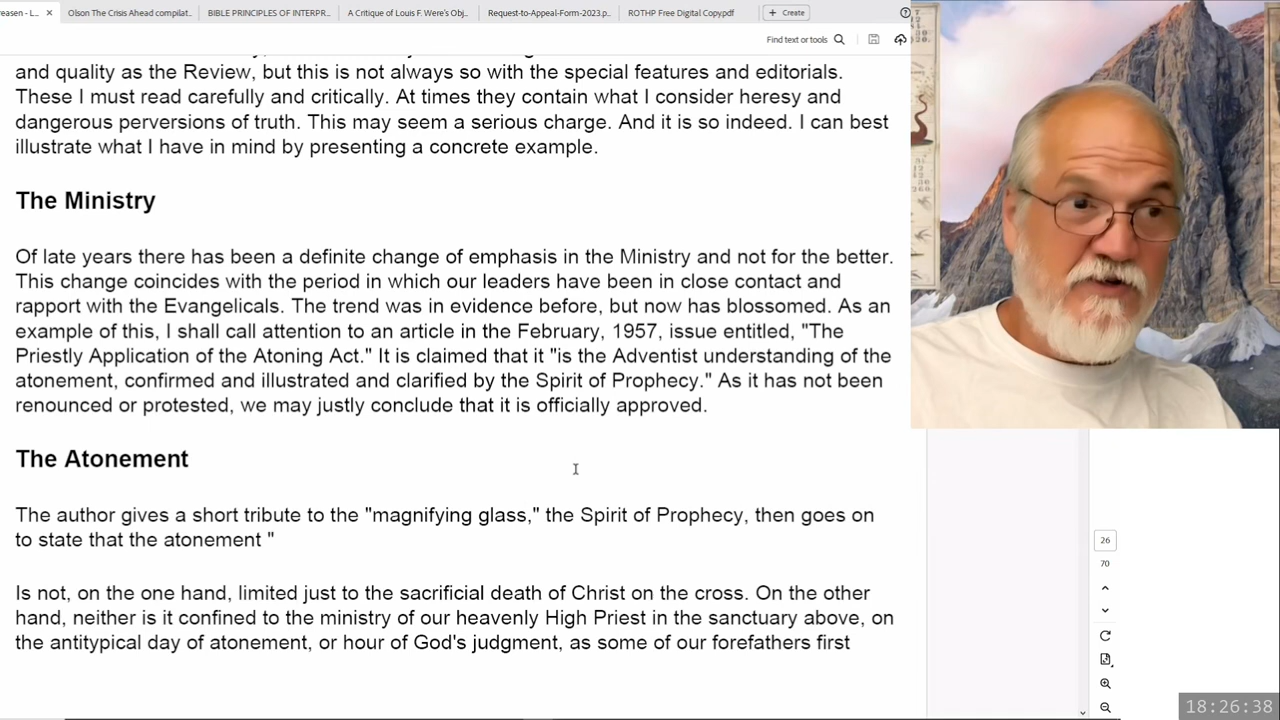 reasen - L...
Olson The Crisis Ahead compilat...
BIBLE PRINCIPLES OF INTERPR...
A Critique of Louis F. Were's Obj...
Request-to-Appeal-Form-2023.p...
ROTHP Free Digital Copy.pdf
+ Create
Find text or tools
and quality as the Review, but this is not always so with the special features and editorials.
These I must read carefully and critically. At times they contain what I consider heresy and
dangerous perversions of truth. This may seem a serious charge. And it is so indeed. I can best
illustrate what I have in mind by presenting a concrete example.
The Ministry
Of late years there has been a definite change of emphasis in the Ministry and not for the better.
This change coincides with the period in which our leaders have been in close contact and
rapport with the Evangelicals. The trend was in evidence before, but now has blossomed. As an
example of this, I shall call attention to an article in the February, 1957, issue entitled, "The
Priestly Application of the Atoning Act." It is claimed that it "is the Adventist understanding of the
atonement, confirmed and illustrated and clarified by the Spirit of Prophecy." As it has not been
renounced or protested, we may justly conclude that it is officially approved.
The Atonement
The author gives a short tribute to the "magnifying glass," the Spirit of Prophecy, then goes on
to state that the atonement "
Is not, on the one hand, limited just to the sacrificial death of Christ on the cross. On the other
hand, neither is it confined to the ministry of our heavenly High Priest in the sanctuary above, on
the antitypical day of atonement, or hour of God's judgment, as some of our forefathers first
26
70
18:26:38